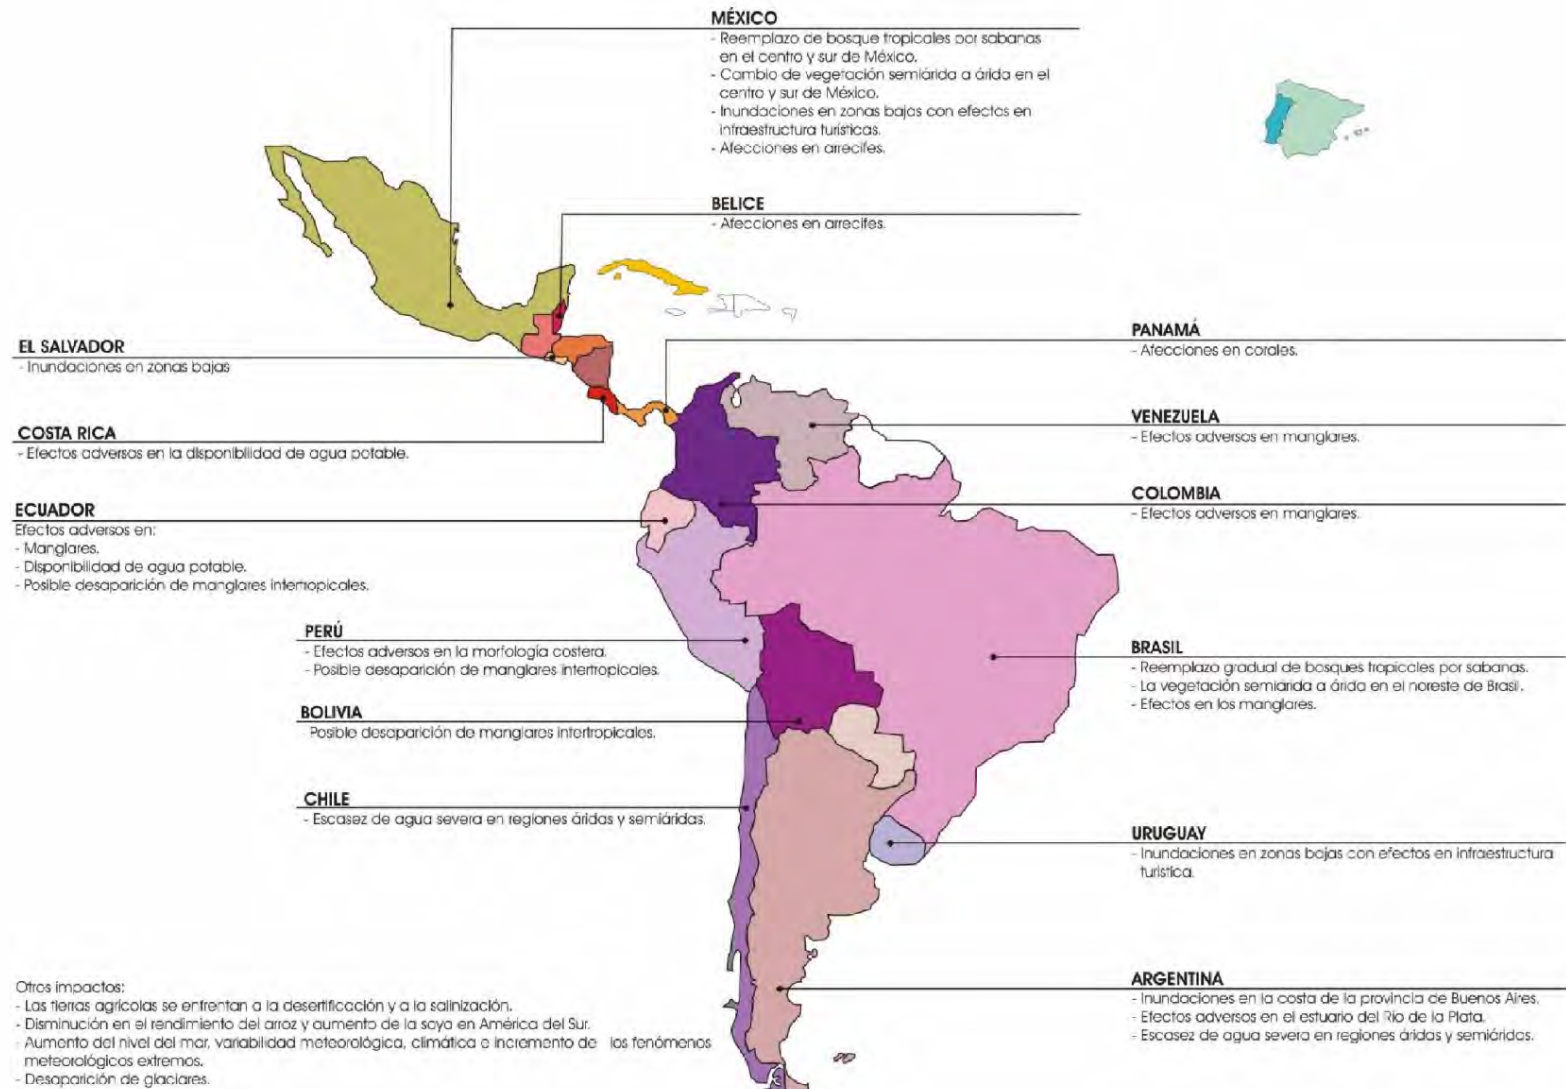 MÉXICO
- Reemplazo de bosque tropicales por sabanas
en el centro y sur de México.
- Cambio de vegetación semiárida a árida en el
centro y sur de México.
- Inundaciones en zonas bajas con efectos en
infraestructura turísticas.
- Afecciones en arrecifes.
BELICE
- Afecciones en arrecifes.
EL SALVADOR
- Inundaciones en zonas bajas
PANAMÁ
- Afecciones en corales.
COSTA RICA
- Efectos adversos en la disponibilidad de agua potable.
VENEZUELA
- Efectos adversos en manglares.
ECUADOR
Efectos adversos en:
- Manglares.
- Disponibilidad de agua potable.
- Posible desaparición de manglares intertropicales.
COLOMBIA
- Efectos adversos en manglares.
PERÚ
- Efectos adversos en la morfología costera.
- Posible desaparición de manglares intertropicales.
BRASIL
- Reemplazo gradual de bosques tropicales por sabanas.
- La vegetación semiárida a árida en el noreste de Brasil.
- Efectos en los manglares.
BOLIVIA
Posible desaparición de manglares intertropicales.
CHILE
- Escasez de agua severa en regiones áridas y semiáridas.
URUGUAY
- Inundaciones en zonas bajas con efectos en infraestructura
turística.
ARGENTINA
- Inundaciones en la costa de la provincia de Buenos Aires.
- Efectos adversos en el estuario del Río de la Plata.
- Escasez de agua severa en regiones áridas y semiáridas.
Otros impactos:
- Las tierras agrícolas se enfrentan a la desertificación y a la salinización.
- Disminución en el rendimiento del arroz y aumento de la soya en América del Sur.
- Aumento del nivel del mar, variabilidad meteorológica, climática e incremento de los fenómenos
meteorológicos extremos.
- Desaparición de glaciares.